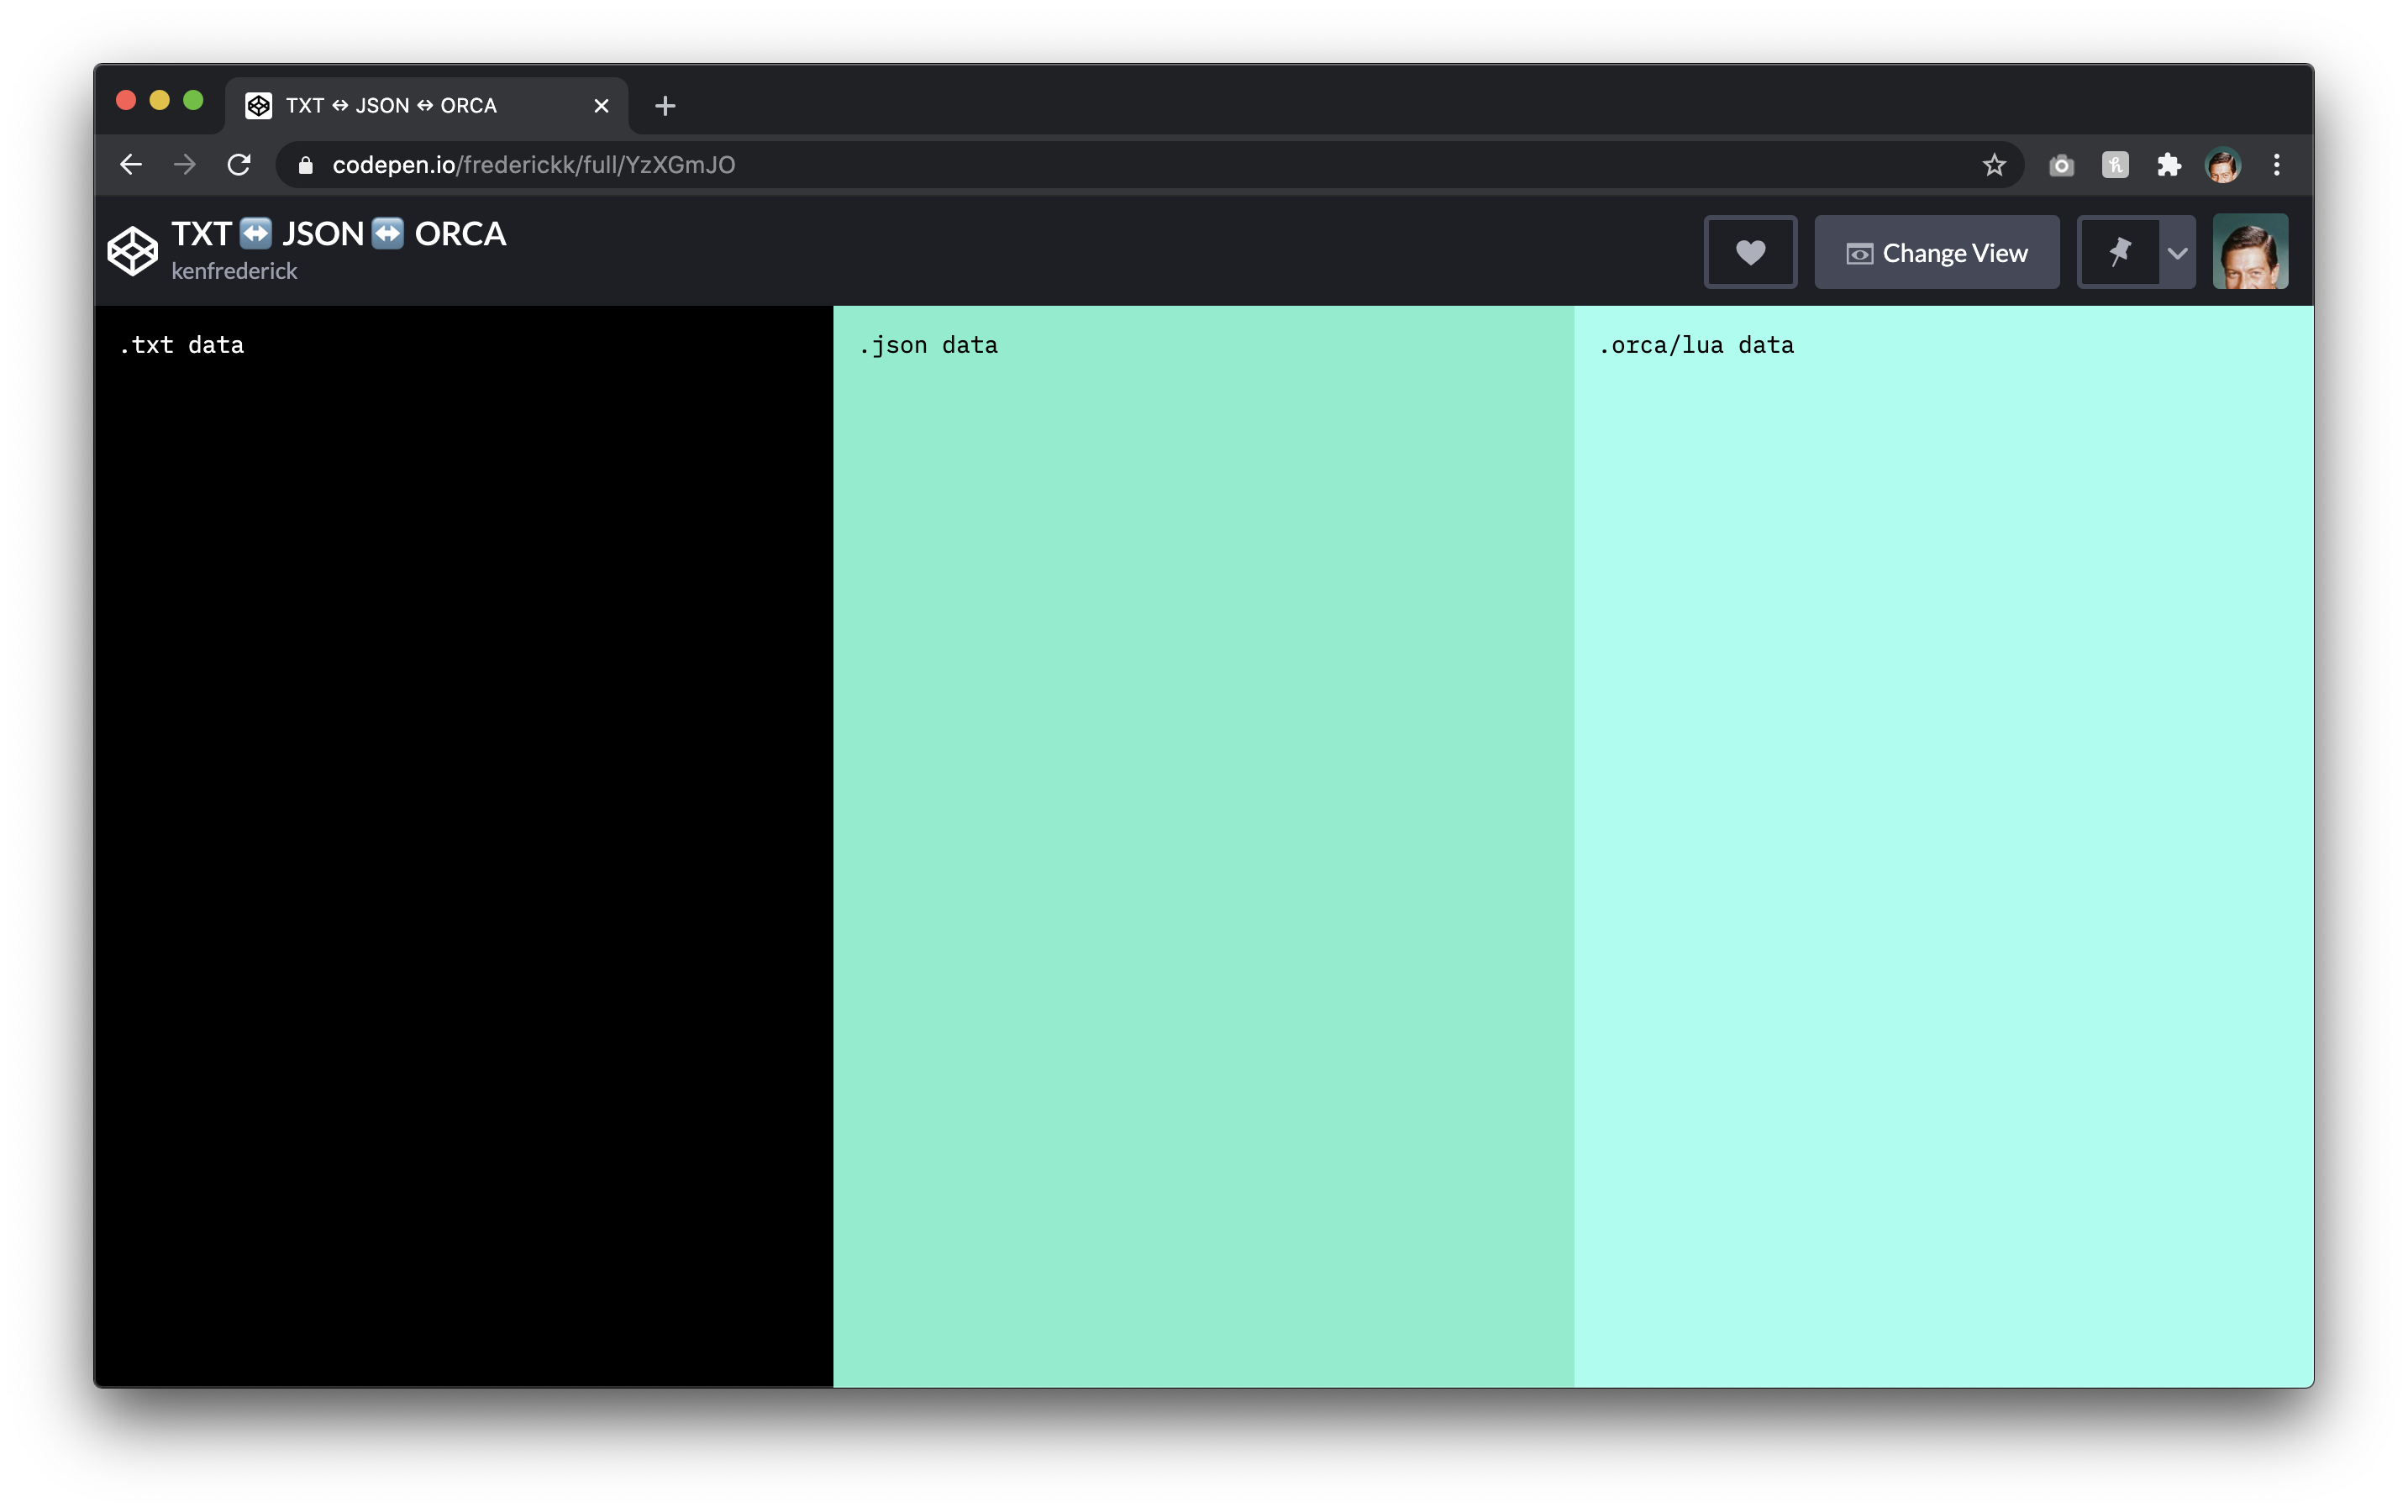 TXT ↔ JSON ↔ ORCA
codepen.io/frederickk/full/YzXGmJO
TXT ↔️ JSON ↔️ ORCA
kenfrederick
Change View
.txt data
.json data
.orca/lua data